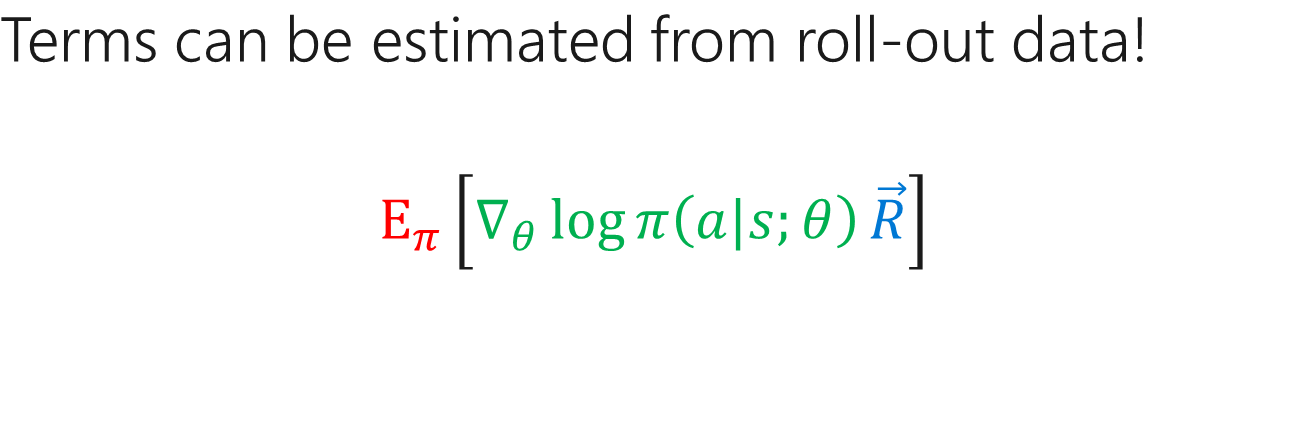 Terms can be estimated from roll-out data!
E_π [∇_θ log π(a|s; θ) R⃗]